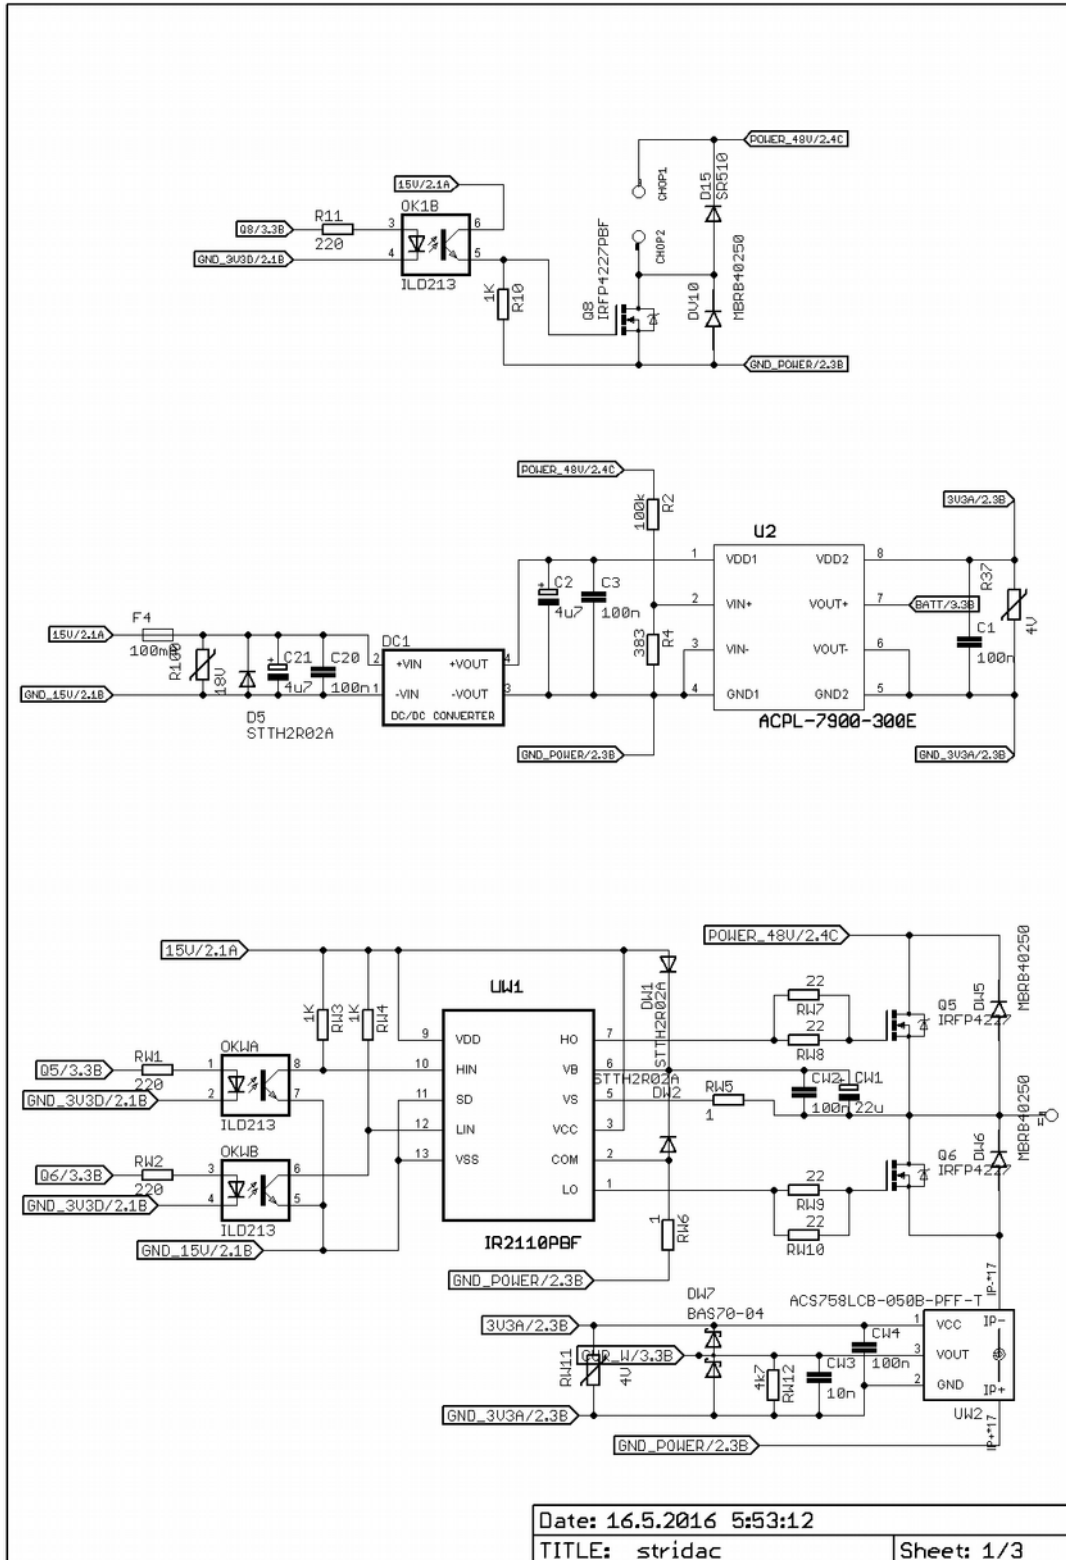 POWER_48V/2.4C
15V/2.1A
OK1B
CHOP1
D15
SR510
Q8/3.3B
R11
220
3
6
GND_3V3D/2.1B
4
5
ILD213
CHOP2
1K
R10
Q8
IRFP4227PBF
DV10
MBRB40250
GND_POWER/2.3B
POWER_48V/2.4C
3V3A/2.3B
100k
R2
U2
1
VDD1
VDD2
8
R37
C2
4u7
C3
100n
2
VIN+
VOUT+
7
BATT/3.3B
4V
F4
15V/2.1A
100mA
R100
18V
C21
4u7
C20
100n
DC1
2
+VIN
+VOUT
4
383
R4
3
VIN-
VOUT-
6
C1
100n
GND_15V/2.1B
1
-VIN
-VOUT
3
DC/DC CONVERTER
4
GND1
GND2
5
ACPL-7900-300E
D5
STTH2R02A
GND_POWER/2.3B
GND_3V3A/2.3B
15V/2.1A
POWER_48V/2.4C
1K
RW3
1K
RW4
UW1
DW1
STTH2R02A
22
RW7
22
RW8
Q5
IRFP4227
DW5
MBRB40250
9
VDD
HO
7
OKWA
Q5/3.3B
RW1
220
1
8
10
HIN
VB
6
STTH2R02A
DW2
GND_3V3D/2.1B
2
7
ILD213
11
SD
VS
5
RW5
1
CW2
100n
CW1
22u
W
12
LIN
VCC
3
OKWB
Q6/3.3B
RW2
220
3
6
13
VSS
COM
2
Q6
IRFP4227
DW6
MBRB40250
GND_3V3D/2.1B
4
5
ILD213
LO
1
22
RW9
22
RW10
1
RW6
GND_15V/2.1B
IR2110PBF
GND_POWER/2.3B
IP-*17
DW7
BAS70-04
ACS758LCB-050B-PFF-T
3V3A/2.3B
1
VCC
IP-
CUR_W/3.3B
RW11
4V
4k7
RW12
CW3
10n
CW4
100n
3
VOUT
2
GND
IP+
UW2
GND_3V3A/2.3B
GND_POWER/2.3B
IP+*17
Date: 16.5.2016 5:53:12
TITLE: stridac
Sheet: 1/3